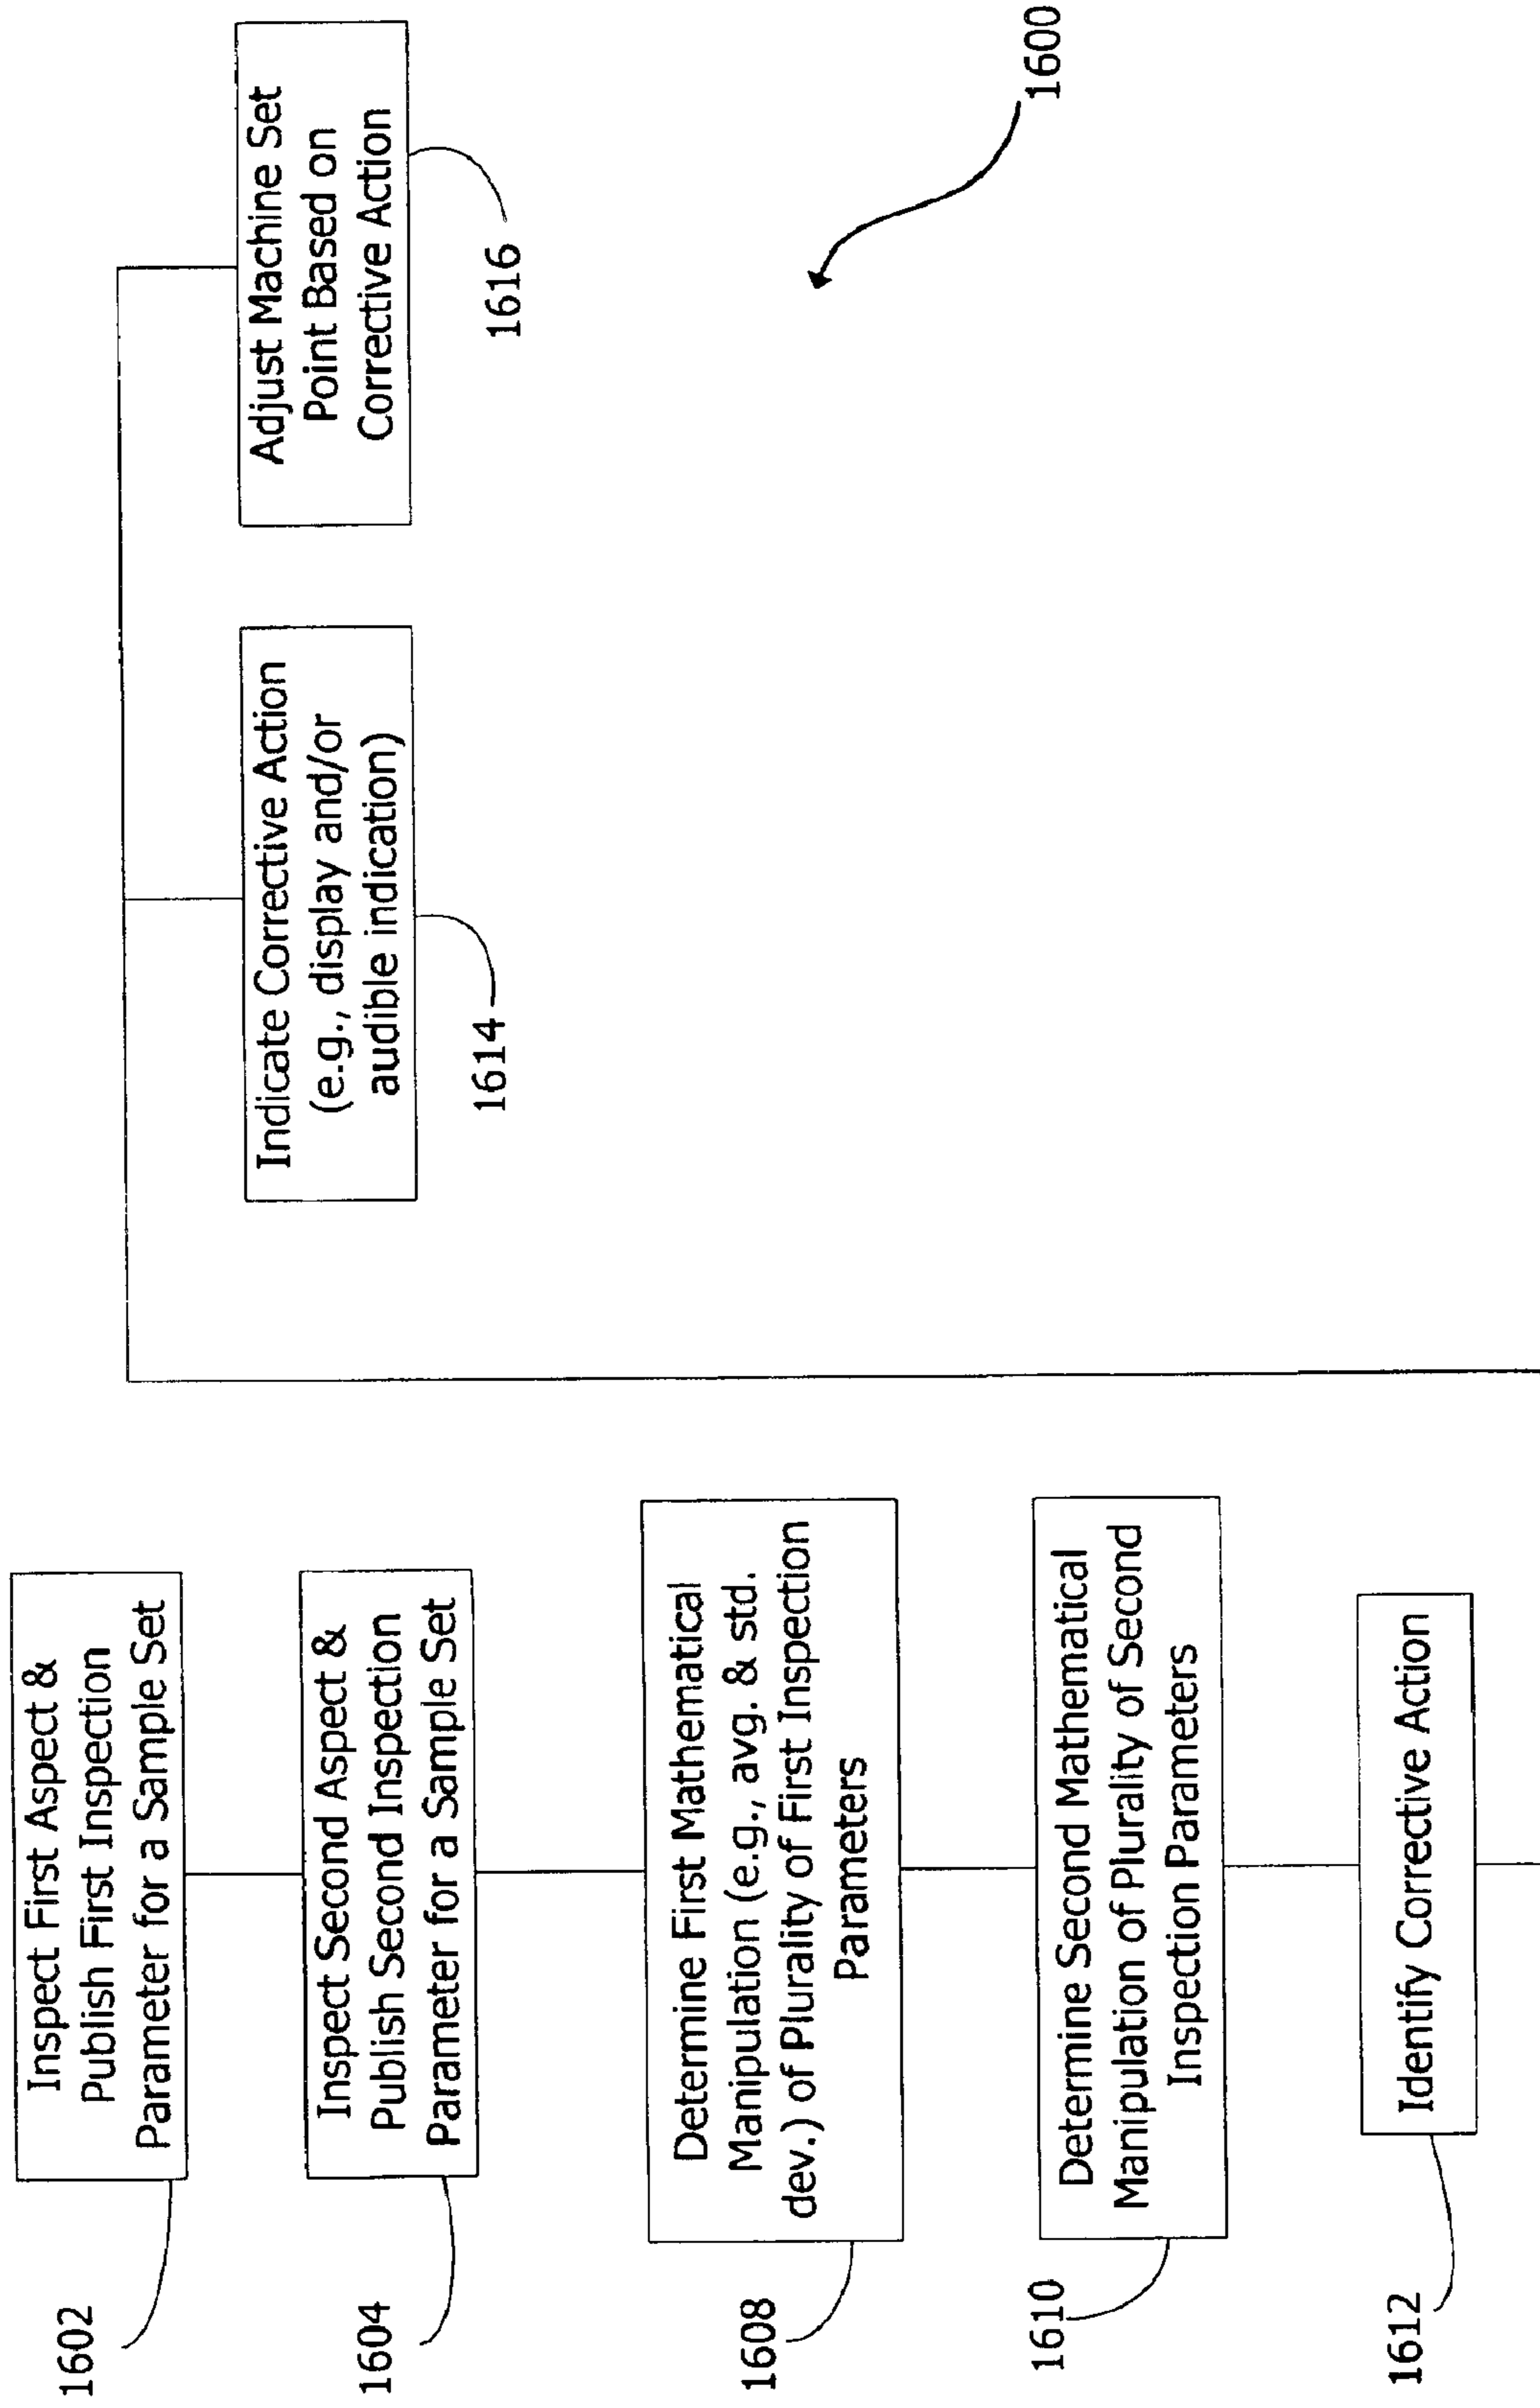 1602
Inspect First Aspect &
Publish First Inspection
Parameter for a Sample Set
1604
Inspect Second Aspect &
Publish Second Inspection
Parameter for a Sample Set
1608
Determine First Mathematical
Manipulation (e.g., avg. & std.
dev.) of Plurality of First Inspection
Parameters
1610
Determine Second Mathematical
Manipulation of Plurality of Second
Inspection Parameters
1612
Identify Corrective Action
Indicate Corrective Action
(e.g., display and/or
audible indication)
1614
Adjust Machine Set
Point Based on
Corrective Action
1616
1600